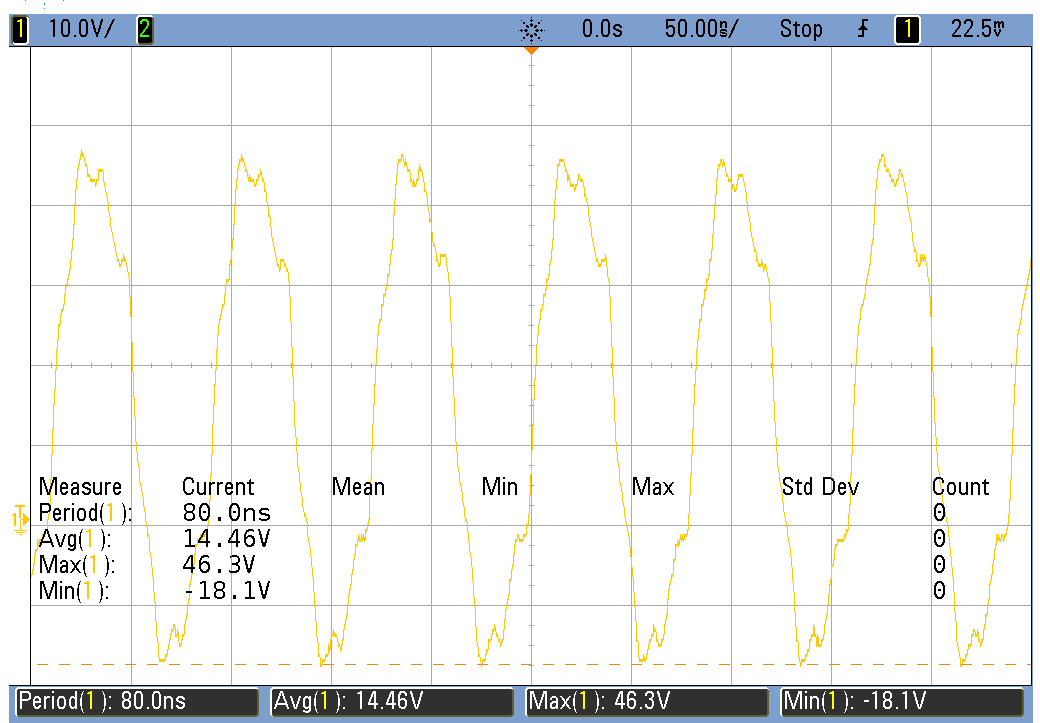 1 10.0V/ 2 0.0s 50.00ns/ Stop 1 22.5mV
Measure Current Mean Min Max Std Dev Count
Period(1): 80.0ns 0
Avg(1): 14.46V 0
Max(1): 46.3V 0
Min(1): -18.1V 0
1
Period(1): 80.0ns Avg(1): 14.46V Max(1): 46.3V Min(1): -18.1V